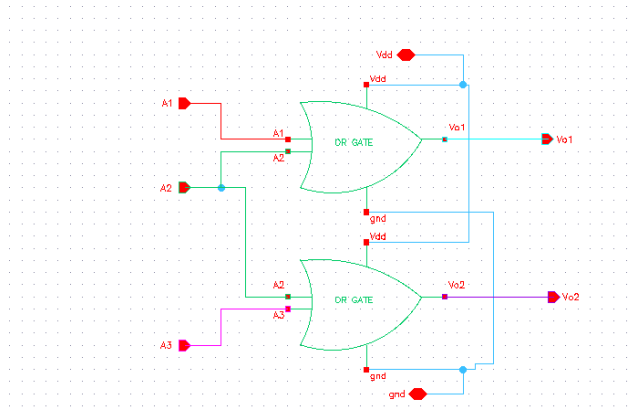 Vdd
Vdd
A1
A1
Vo1
Vo1
OR GATE
A2
A2
gnd
Vdd
A2
Vo2
Vo2
OR GATE
A3
A3
gnd
gnd